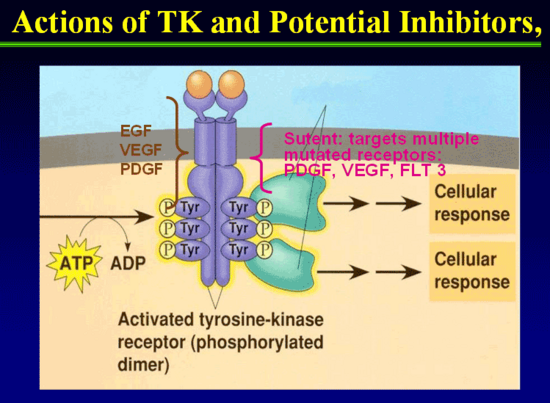 Actions of TK and Potential Inhibitors,
EGF
VEGF
PDGF
Sutent: targets multiple
mutated receptors:
PDGF, VEGF, FLT 3
Cellular
response
P Tyr Tyr P
P Tyr Tyr P
P Tyr Tyr P
ATP ADP
Cellular
response
Activated tyrosine-kinase
receptor (phosphorylated
dimer)